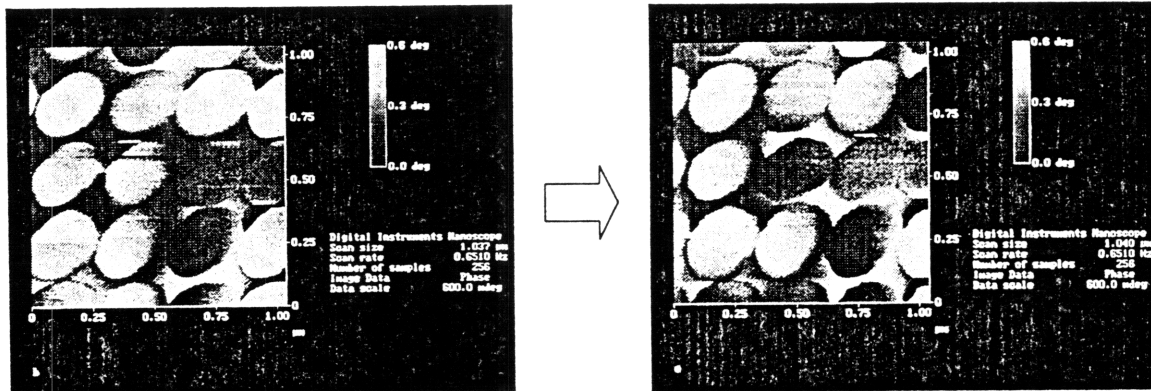 0.6 deg
0.3 deg
0.0 deg
1.00
0.75
0.50
0.25
0
0 0.25 0.50 0.75 1.00
µm
Digital Instruments Nanoscope
Scan size 1.037 µm
Scan rate 0.6510 Hz
Number of samples 256
Image Data Phase
Data scale 600.0 mdeg
b
0.6 deg
0.3 deg
0.0 deg
1.00
0.75
0.50
0.25
0
0 0.25 0.50 0.75 1.00
µm
Digital Instruments Nanoscope
Scan size 1.040 µm
Scan rate 0.6510 Hz
Number of samples 256
Image Data Phase
Data scale 600.0 mdeg